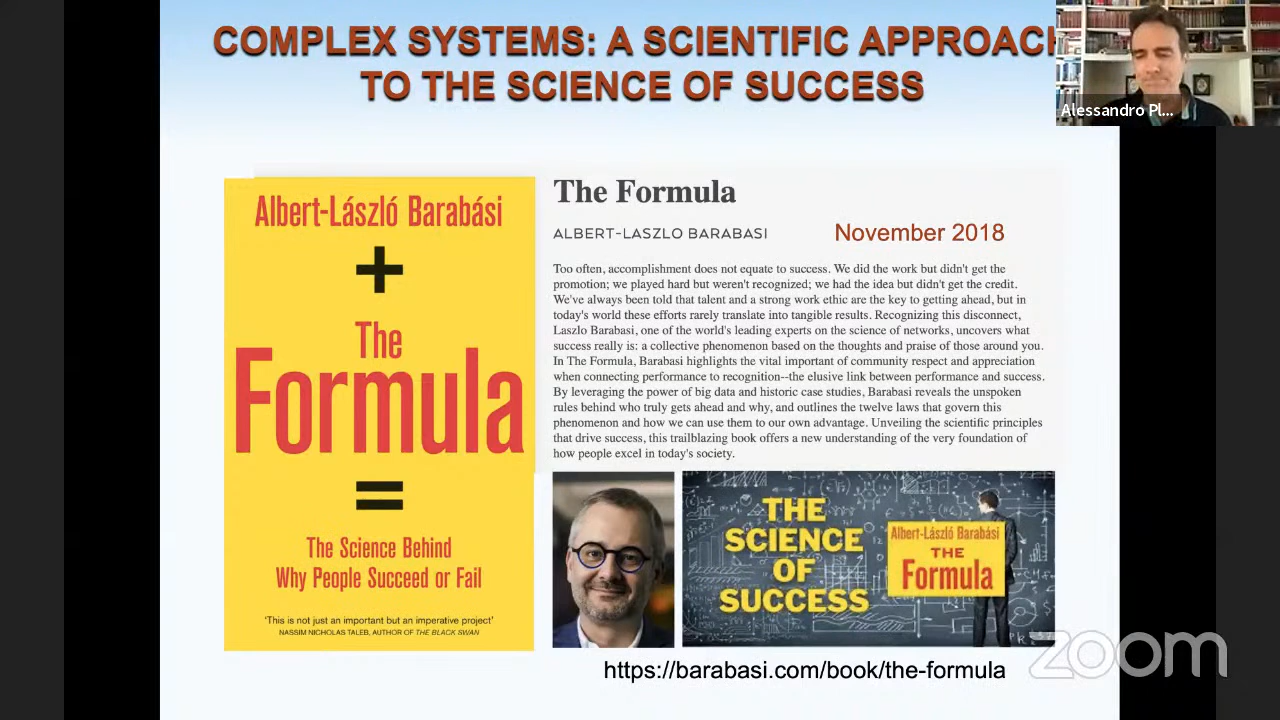 COMPLEX SYSTEMS: A SCIENTIFIC APPROACH
TO THE SCIENCE OF SUCCESS
Alessandro Pl...
Albert-László Barabási
+
The
Formula
=
The Science Behind
Why People Succeed or Fail
'This is not just an important but an imperative project'
NASSIM NICHOLAS TALEB, AUTHOR OF THE BLACK SWAN
The Formula
ALBERT-LASZLO BARABASI
November 2018
Too often, accomplishment does not equate to success. We did the work but didn't get the
promotion; we played hard but weren't recognized; we had the idea but didn't get the credit.
We've always been told that talent and a strong work ethic are the key to getting ahead, but in
today's world these efforts rarely translate into tangible results. Recognizing this disconnect,
Laszlo Barabasi, one of the world's leading experts on the science of networks, uncovers what
success really is: a collective phenomenon based on the thoughts and praise of those around you.
In The Formula, Barabasi highlights the vital important of community respect and appreciation
when connecting performance to recognition--the elusive link between performance and success.
By leveraging the power of big data and historic case studies, Barabasi reveals the unspoken
rules behind who truly gets ahead and why, and outlines the twelve laws that govern this
phenomenon and how we can use them to our own advantage. Unveiling the scientific principles
that drive success, this trailblazing book offers a new understanding of the very foundation of
how people excel in today's society.
THE
SCIENCE
OF
SUCCESS
Albert-László Barabási
THE
Formula
https://barabasi.com/book/the-formula
zoom